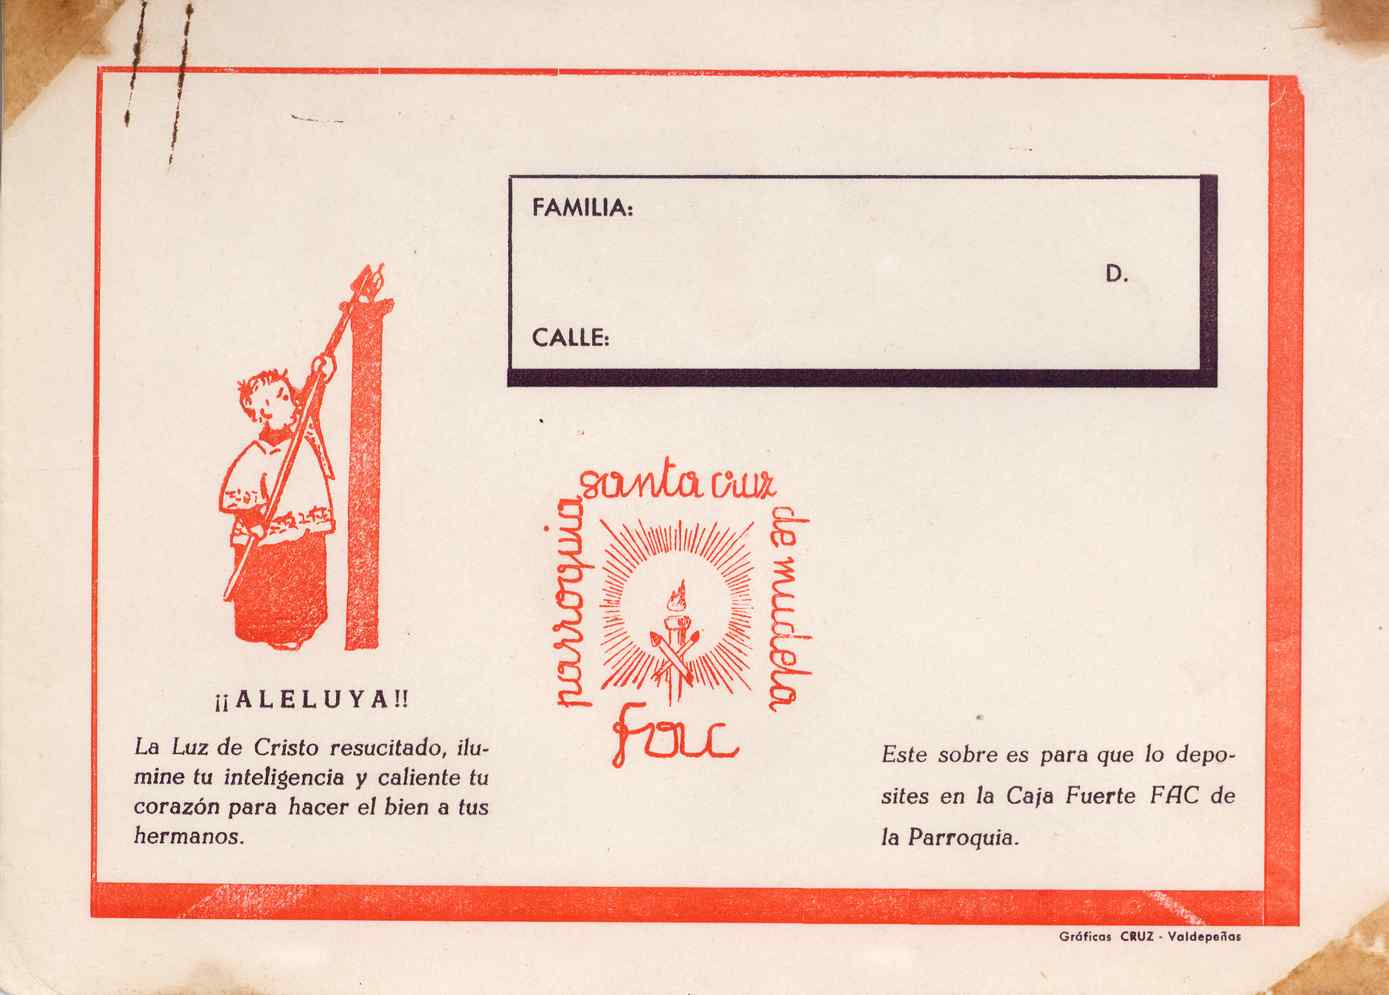 FAMILIA:
D.
CALLE:
parroquia
santa cruz
de mudela
fac
¡¡ALELUYA!!
La Luz de Cristo resucitado, ilu-
mine tu inteligencia y caliente tu
corazón para hacer el bien a tus
hermanos.
Este sobre es para que lo depo-
sites en la Caja Fuerte FAC de
la Parroquia.
Gráficas CRUZ - Valdepeñas